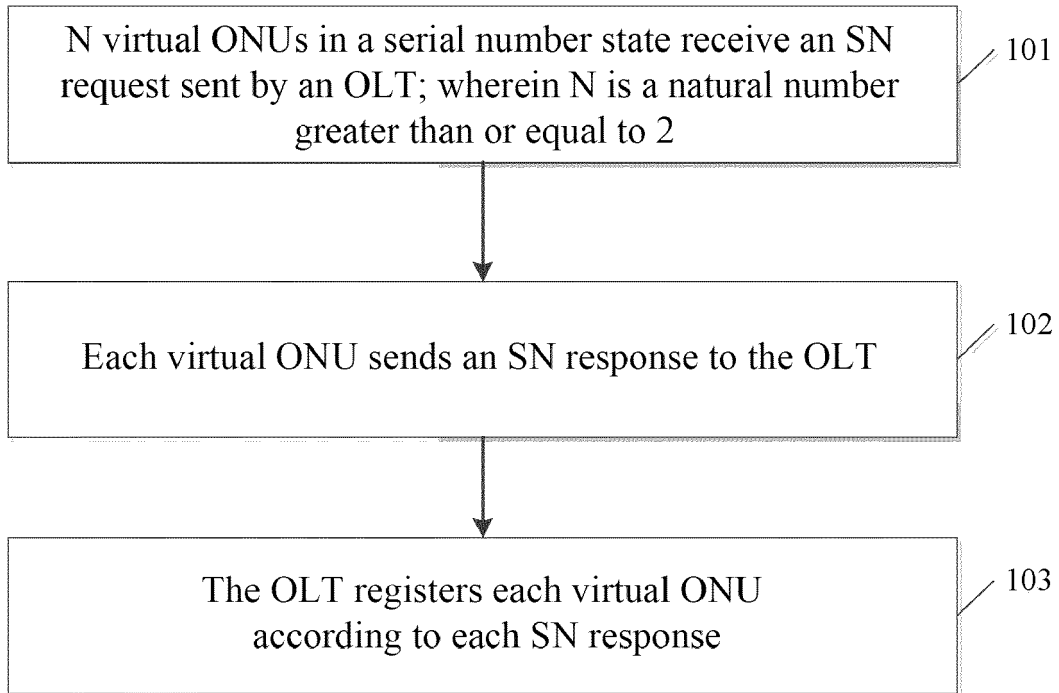 N virtual ONUs in a serial number state receive an SN
request sent by an OLT; wherein N is a natural number
greater than or equal to 2
101
Each virtual ONU sends an SN response to the OLT
102
The OLT registers each virtual ONU
according to each SN response
103